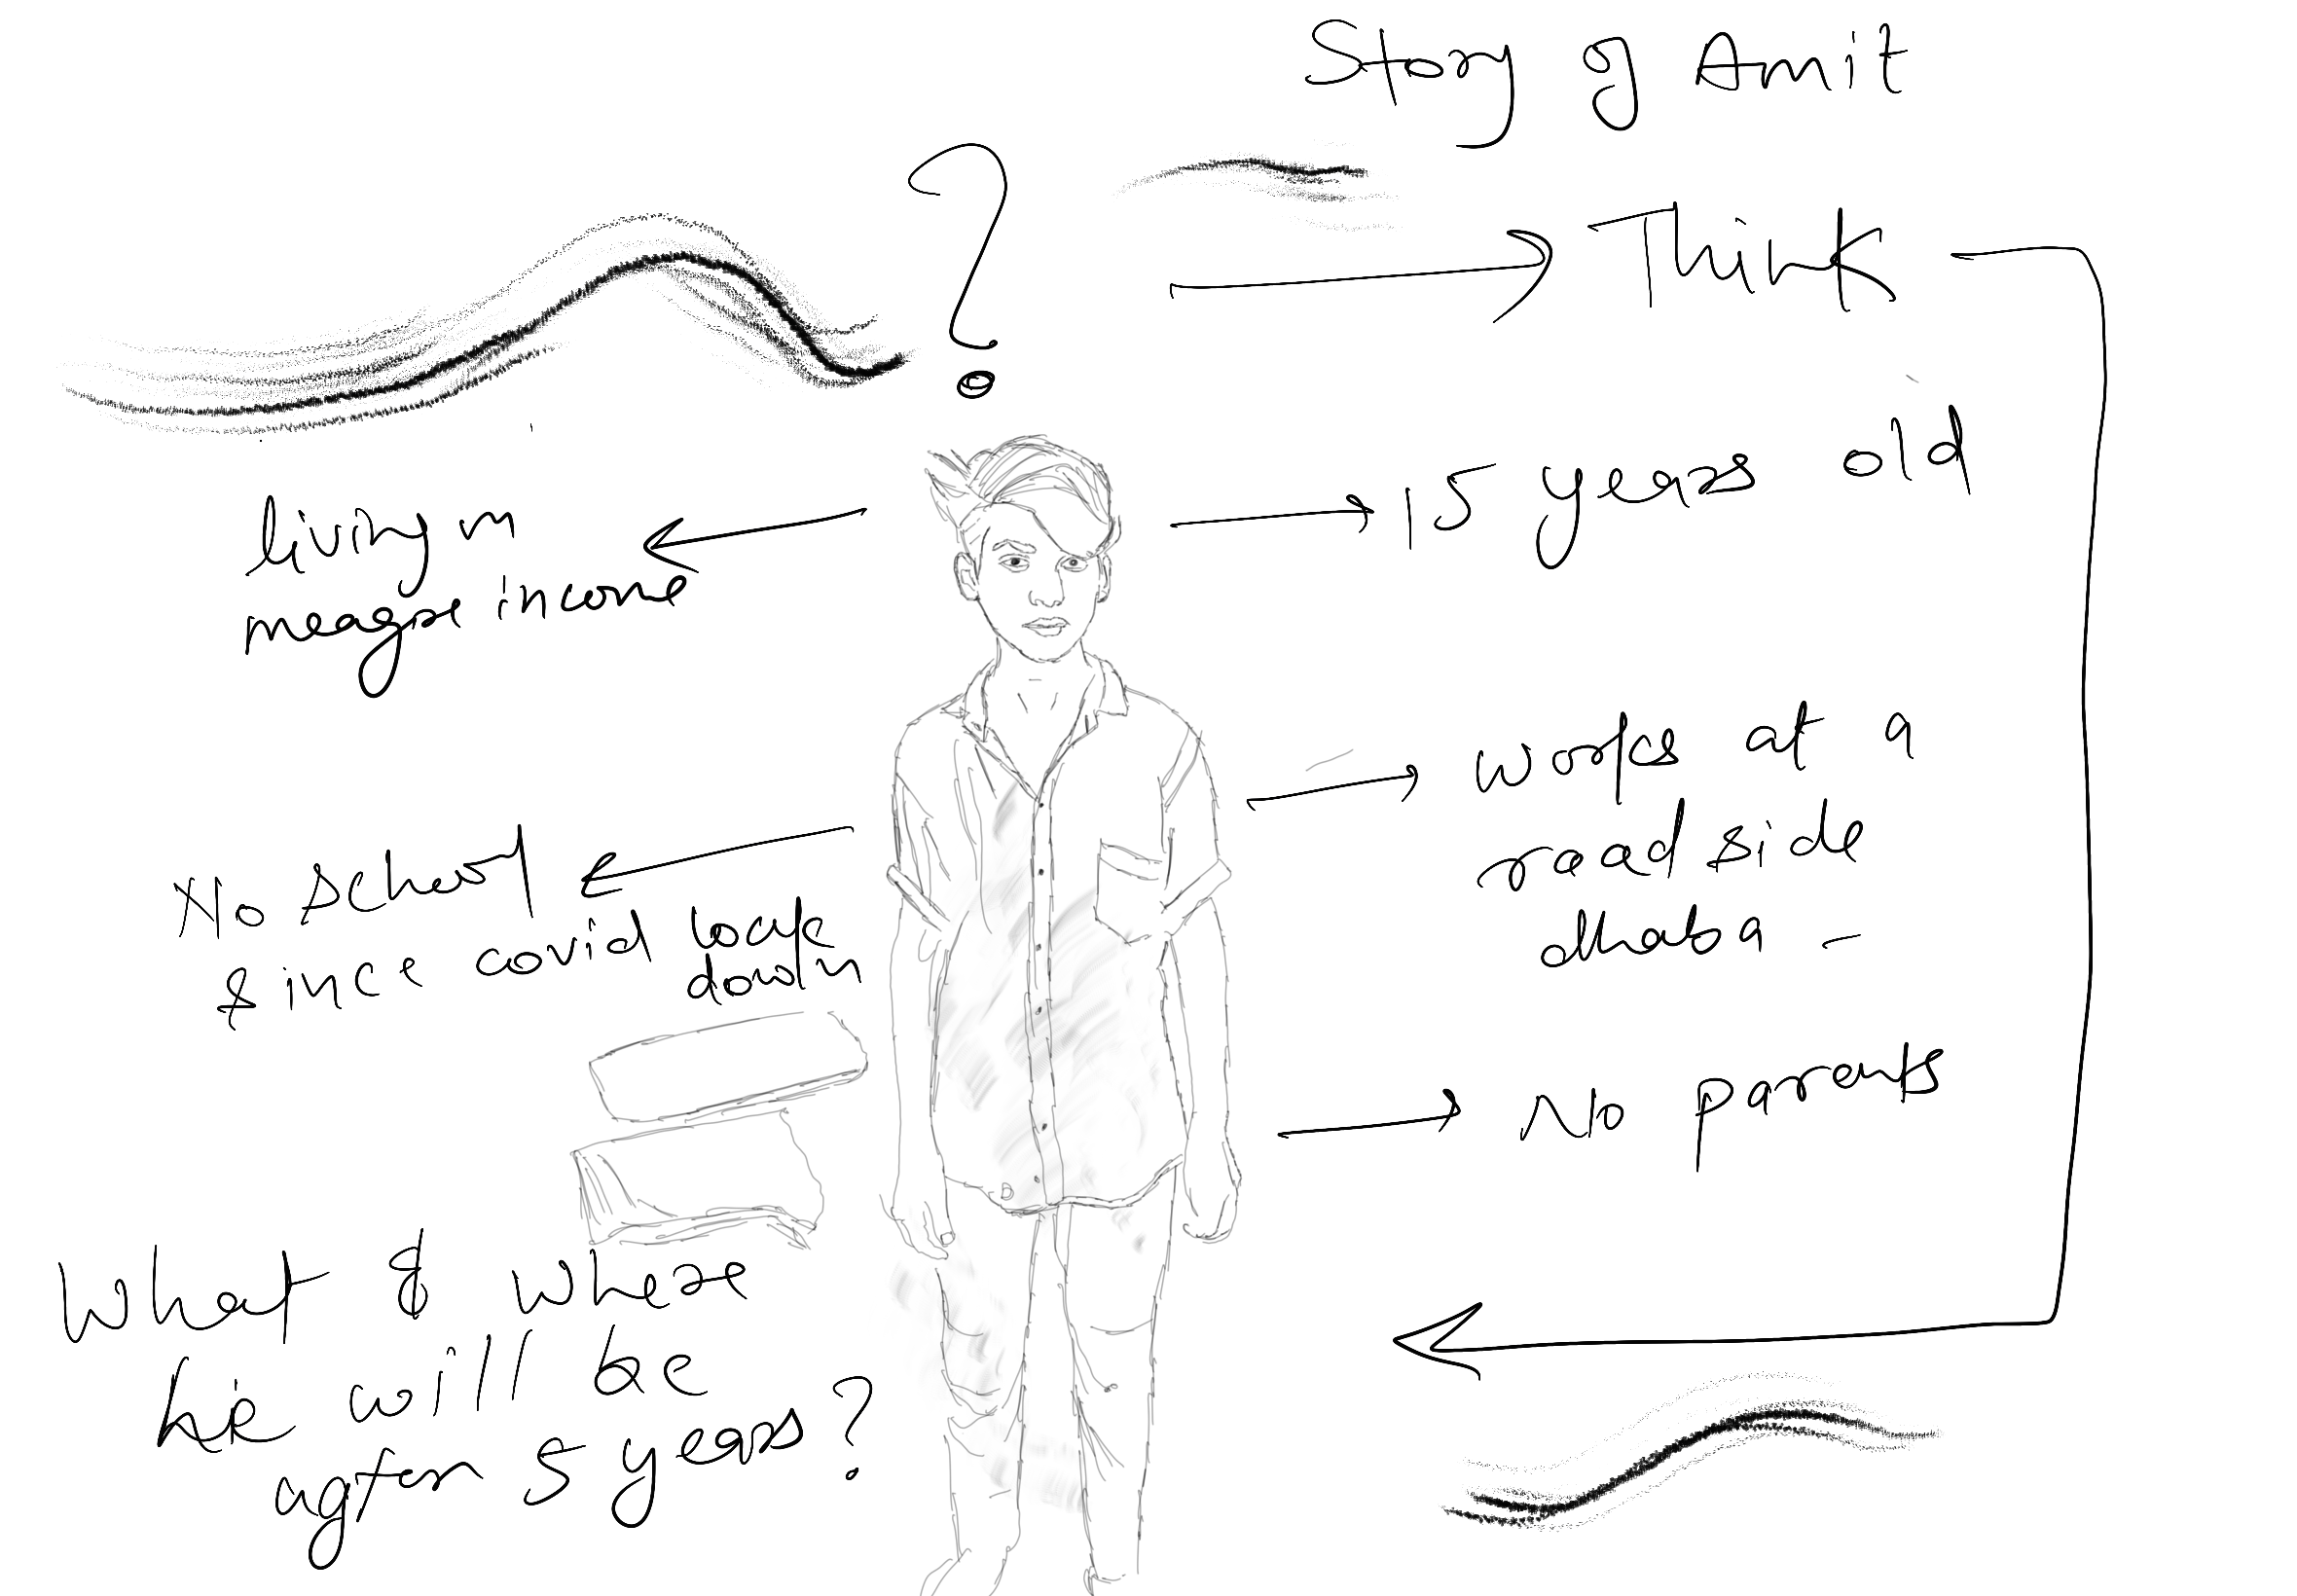 Story of Amit
?
Think
15 years old
living in
meagre income
works at a
road side
dhaba -
No school
since covid lock
down
No parents
What & where
he will be
after 5 years?